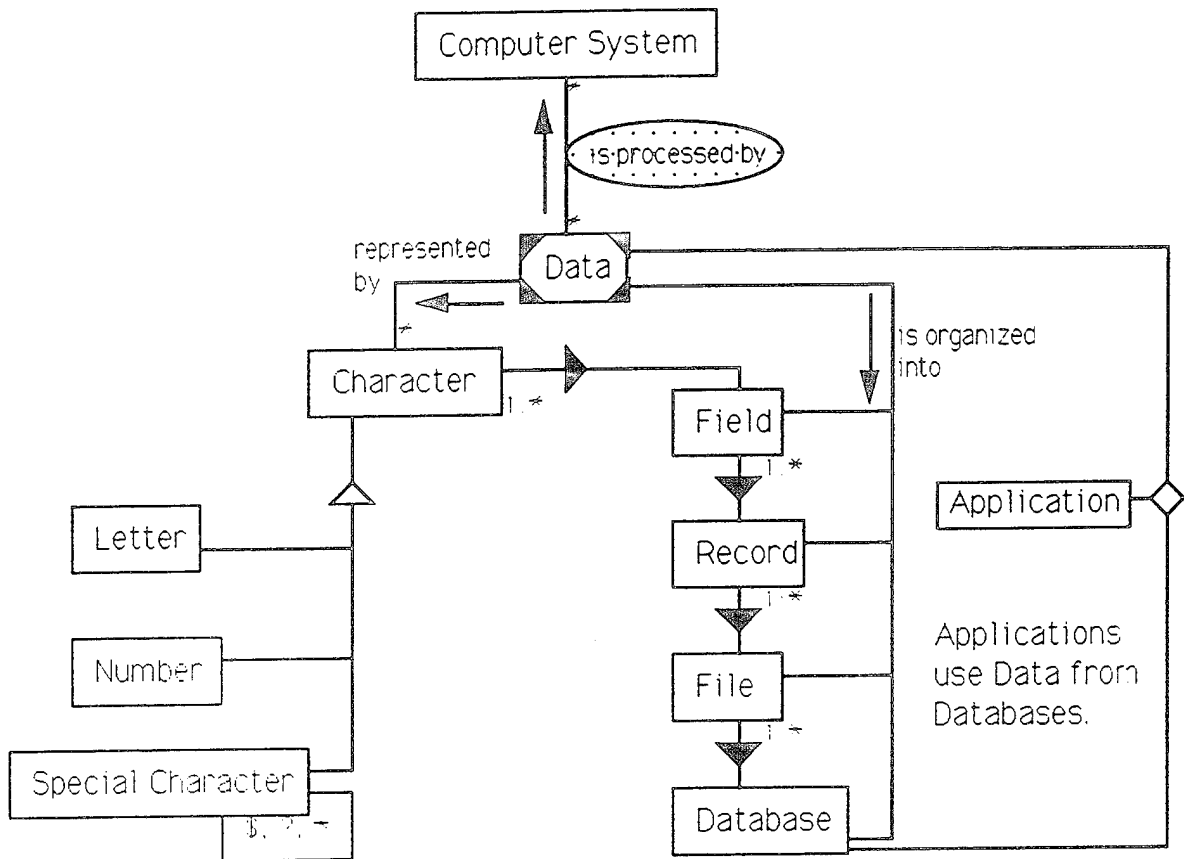 Computer System
*
is processed by
*
represented
by
Data
*
is organized
into
Character
1..*
Field
1..*
Application
Letter
Record
1..*
Applications
use Data from
Databases.
Number
File
1..*
Special Character
Database